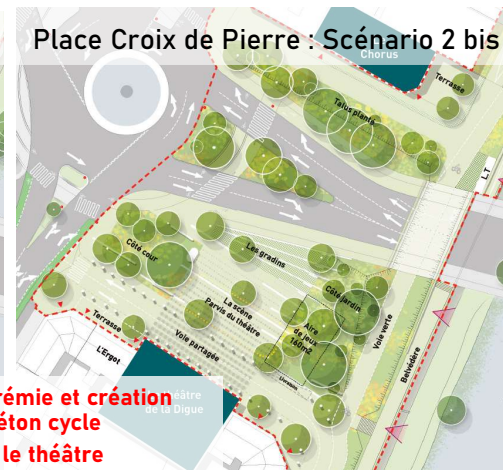 Place Croix de Pierre : Scénario 2 bis
Chorus
Terrasse
Talus planté
LT
Côté cour
Les gradins
Côté jardin
La scène
Parvis du théâtre
Aire
de jeux
160m2
Voie verte
Terrasse
Voie partagée
Livraison
Belvédère
L'Ergot
Théâtre
de la Digue
rémie et création
éton cycle
le théâtre